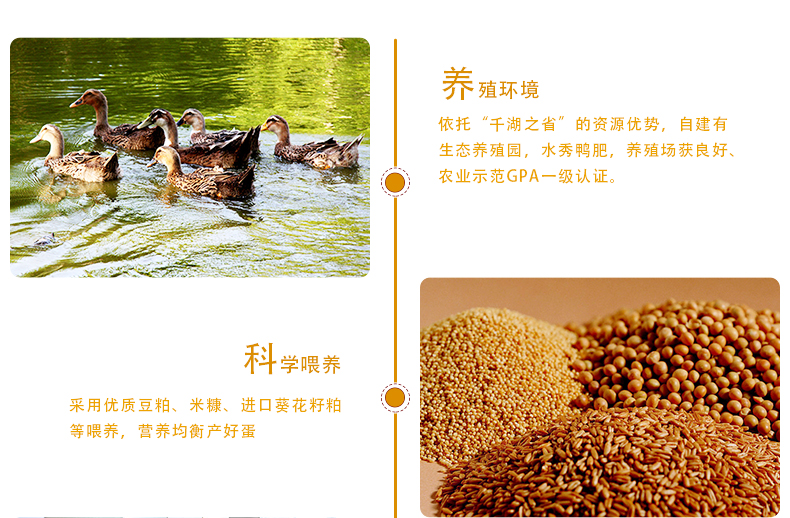 养殖环境
依托“千湖之省”的资源优势，自建有
生态养殖园，水秀鸭肥，养殖场获良好、
农业示范GPA一级认证。
科学喂养
采用优质豆粕、米糠、进口葵花籽粕
等喂养，营养均衡产好蛋